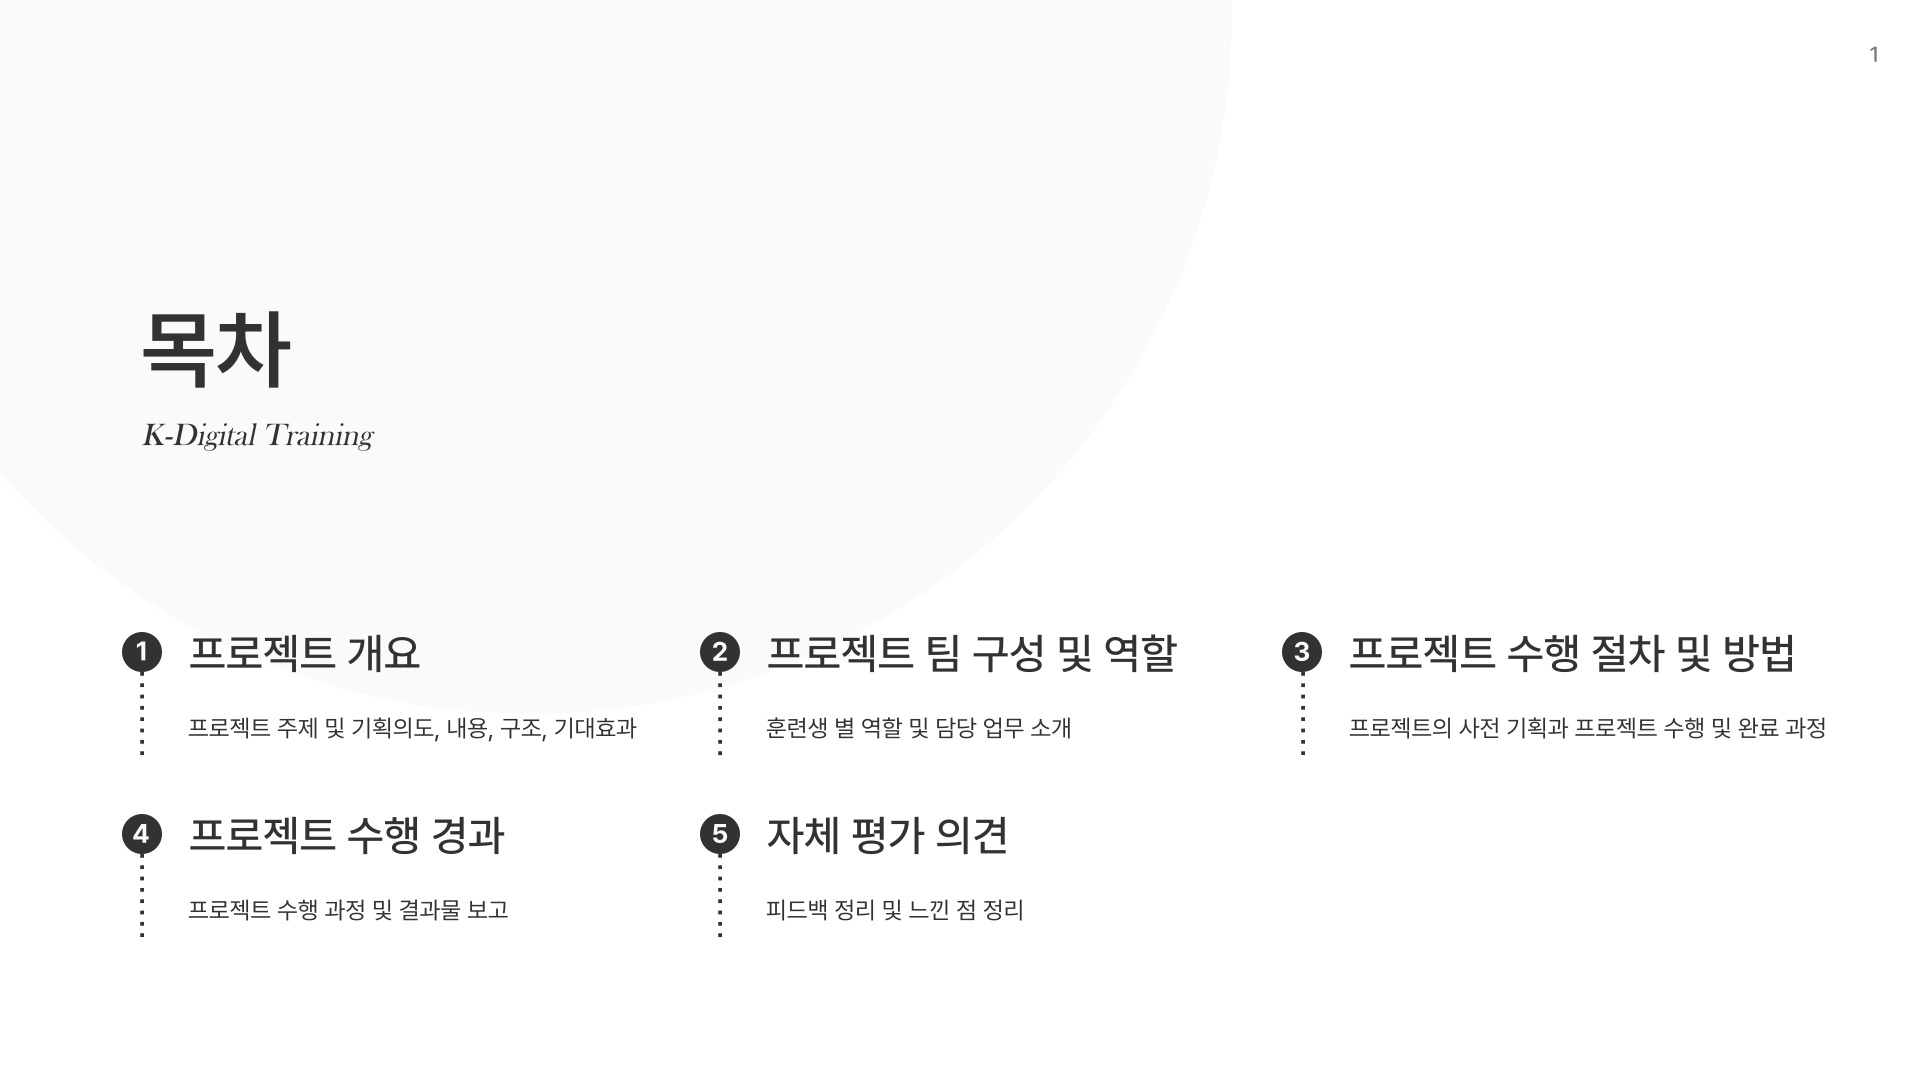 1
목차
K-Digital Training
1 프로젝트 개요
프로젝트 주제 및 기획의도, 내용, 구조, 기대효과
2 프로젝트 팀 구성 및 역할
훈련생 별 역할 및 담당 업무 소개
3 프로젝트 수행 절차 및 방법
프로젝트의 사전 기획과 프로젝트 수행 및 완료 과정
4 프로젝트 수행 경과
프로젝트 수행 과정 및 결과물 보고
5 자체 평가 의견
피드백 정리 및 느낀 점 정리